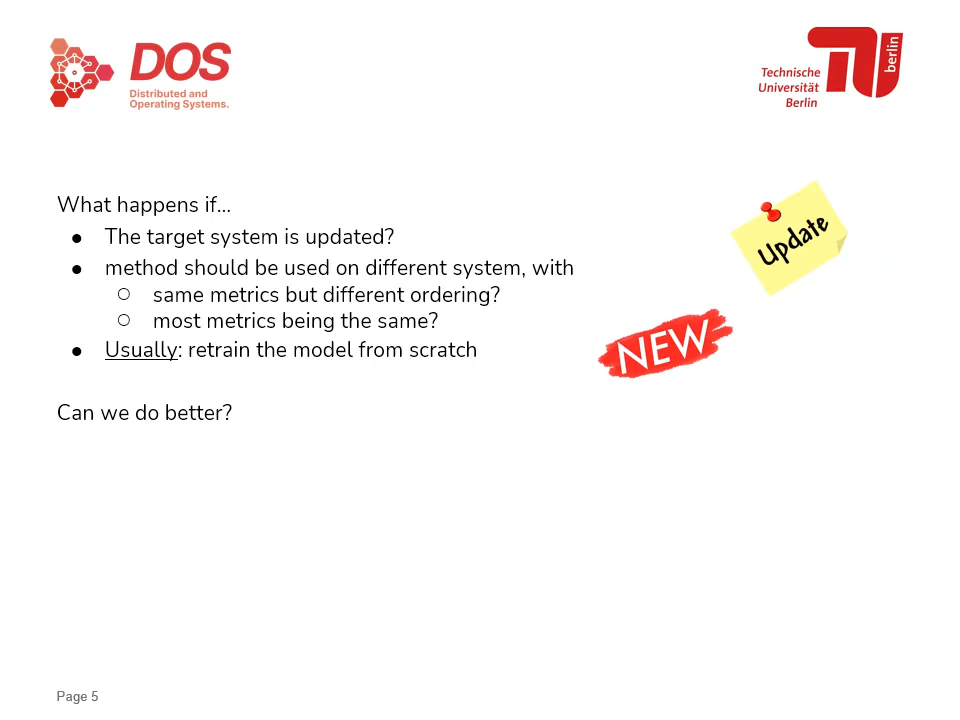 DOS
Distributed and
Operating Systems.
Technische
Universität
Berlin
berlin
What happens if...
● The target system is updated?
● method should be used on different system, with
○ same metrics but different ordering?
○ most metrics being the same?
● Usually: retrain the model from scratch
Can we do better?
Update
NEW
Page 5